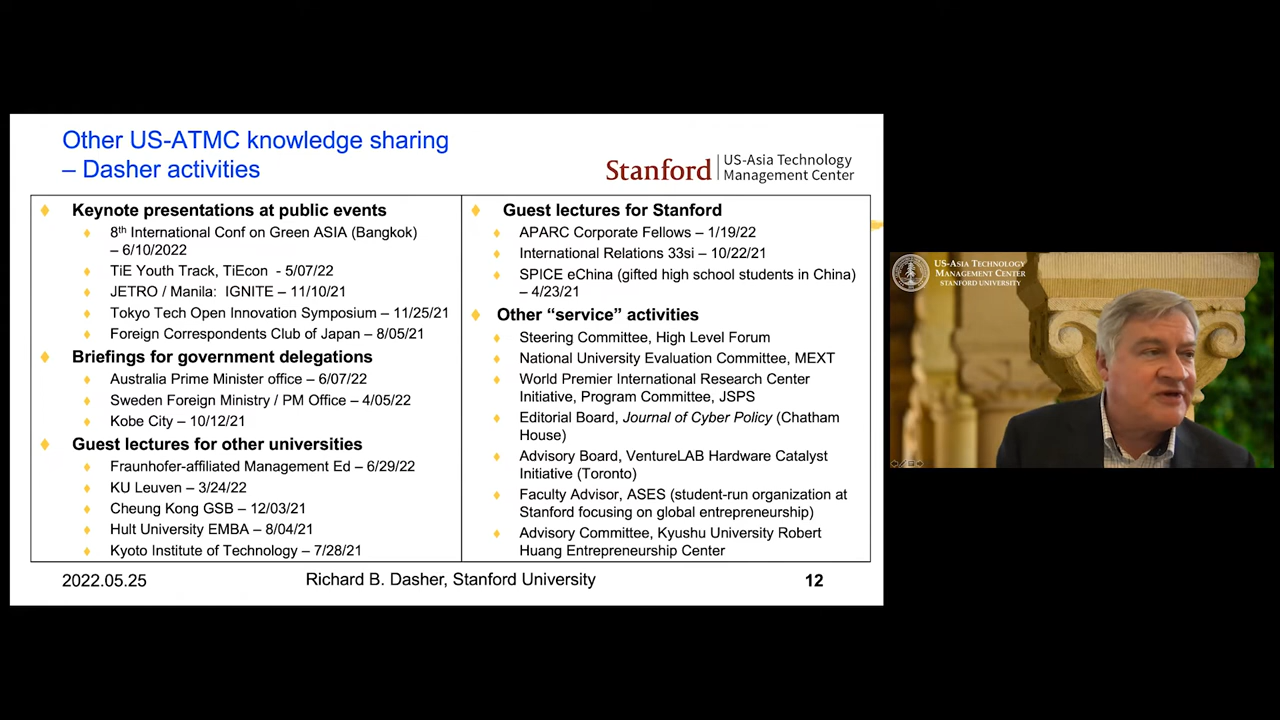 Other US-ATMC knowledge sharing
– Dasher activities
Stanford
US-Asia Technology
Management Center
Keynote presentations at public events
8th International Conf on Green ASIA (Bangkok)
– 6/10/2022
TiE Youth Track, TiEcon - 5/07/22
JETRO / Manila: IGNITE – 11/10/21
Tokyo Tech Open Innovation Symposium – 11/25/21
Foreign Correspondents Club of Japan – 8/05/21
Briefings for government delegations
Australia Prime Minister office – 6/07/22
Sweden Foreign Ministry / PM Office – 4/05/22
Kobe City – 10/12/21
Guest lectures for other universities
Fraunhofer-affiliated Management Ed – 6/29/22
KU Leuven – 3/24/22
Cheung Kong GSB – 12/03/21
Hult University EMBA – 8/04/21
Kyoto Institute of Technology – 7/28/21
Guest lectures for Stanford
APARC Corporate Fellows – 1/19/22
International Relations 33si – 10/22/21
SPICE eChina (gifted high school students in China)
– 4/23/21
Other “service” activities
Steering Committee, High Level Forum
National University Evaluation Committee, MEXT
World Premier International Research Center
Initiative, Program Committee, JSPS
Editorial Board, Journal of Cyber Policy (Chatham
House)
Advisory Board, VentureLAB Hardware Catalyst
Initiative (Toronto)
Faculty Advisor, ASES (student-run organization at
Stanford focusing on global entrepreneurship)
Advisory Committee, Kyushu University Robert
Huang Entrepreneurship Center
2022.05.25
Richard B. Dasher, Stanford University
12
US-ASIA TECHNOLOGY
MANAGEMENT CENTER
STANFORD UNIVERSITY